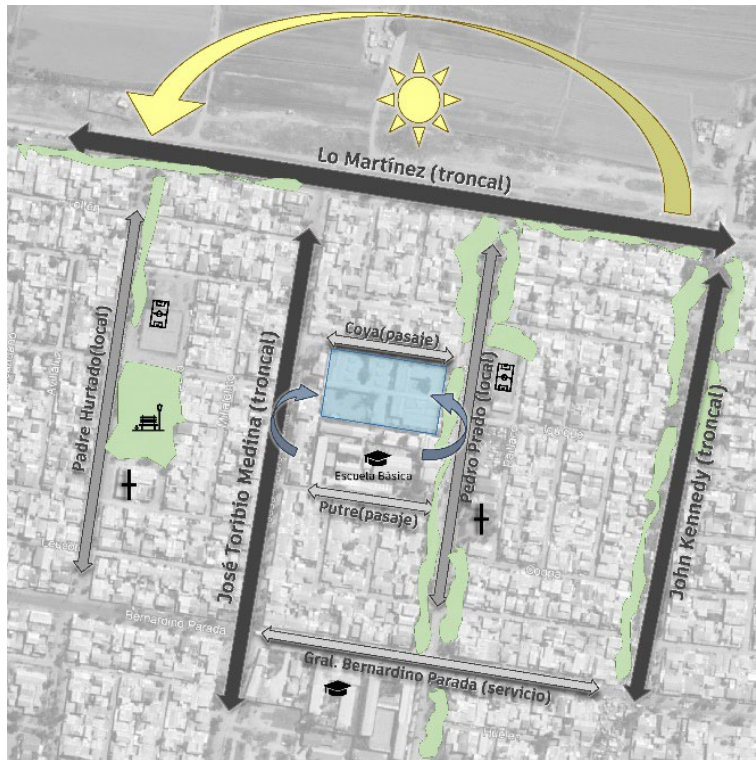 Lo Martínez (troncal)
Padre Hurtado(local)
José Toribio Medina (troncal)
Coya(pasaje)
Pedro Prado (local)
John Kennedy (troncal)
Escuela Básica
Putre(pasaje)
Bernardino Parada
Gral. Bernardino Parada (servicio)